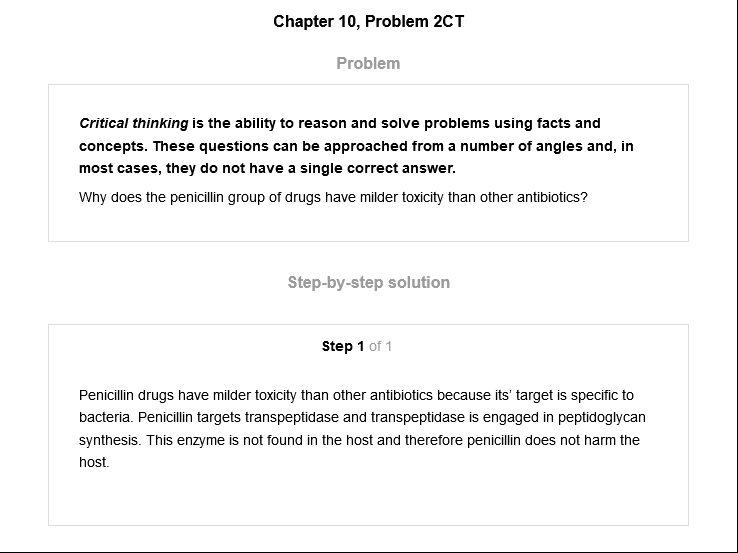 Chapter 10, Problem 2CT
Problem
Critical thinking is the ability to reason and solve problems using facts and
concepts. These questions can be approached from a number of angles and, in
most cases, they do not have a single correct answer.
Why does the penicillin group of drugs have milder toxicity than other antibiotics?
Step-by-step solution
Step 1 of 1
Penicillin drugs have milder toxicity than other antibiotics because its’ target is specific to
bacteria. Penicillin targets transpeptidase and transpeptidase is engaged in peptidoglycan
synthesis. This enzyme is not found in the host and therefore penicillin does not harm the
host.